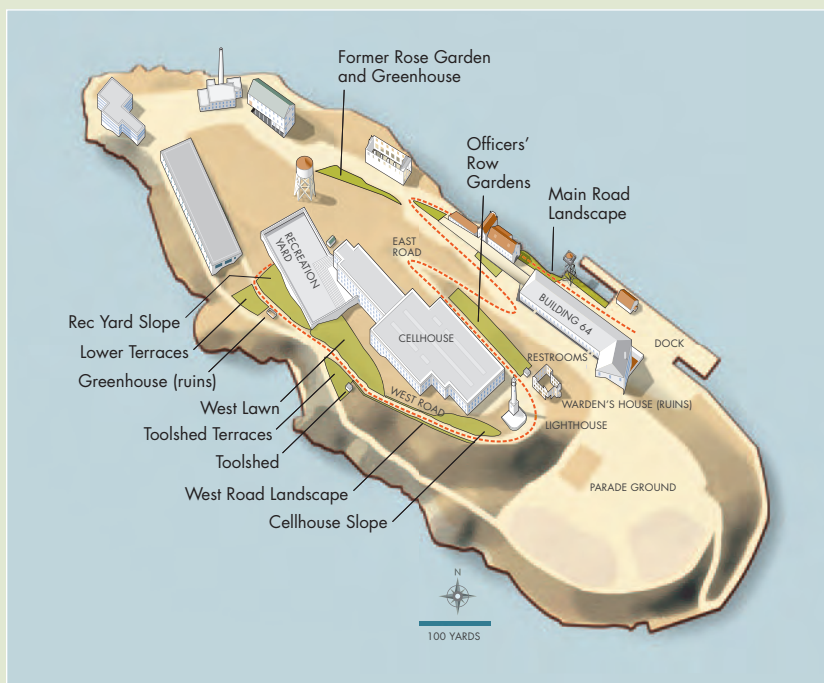 Former Rose Garden
and Greenhouse
Officers’
Row
Gardens
Main Road
Landscape
EAST
ROAD
RECREATION
YARD
BUILDING 64
Rec Yard Slope
CELLHOUSE
DOCK
Lower Terraces
RESTROOMS
Greenhouse (ruins)
WEST ROAD
West Lawn
WARDEN’S HOUSE (RUINS)
Toolshed Terraces
LIGHTHOUSE
Toolshed
West Road Landscape
PARADE GROUND
Cellhouse Slope
N
100 YARDS